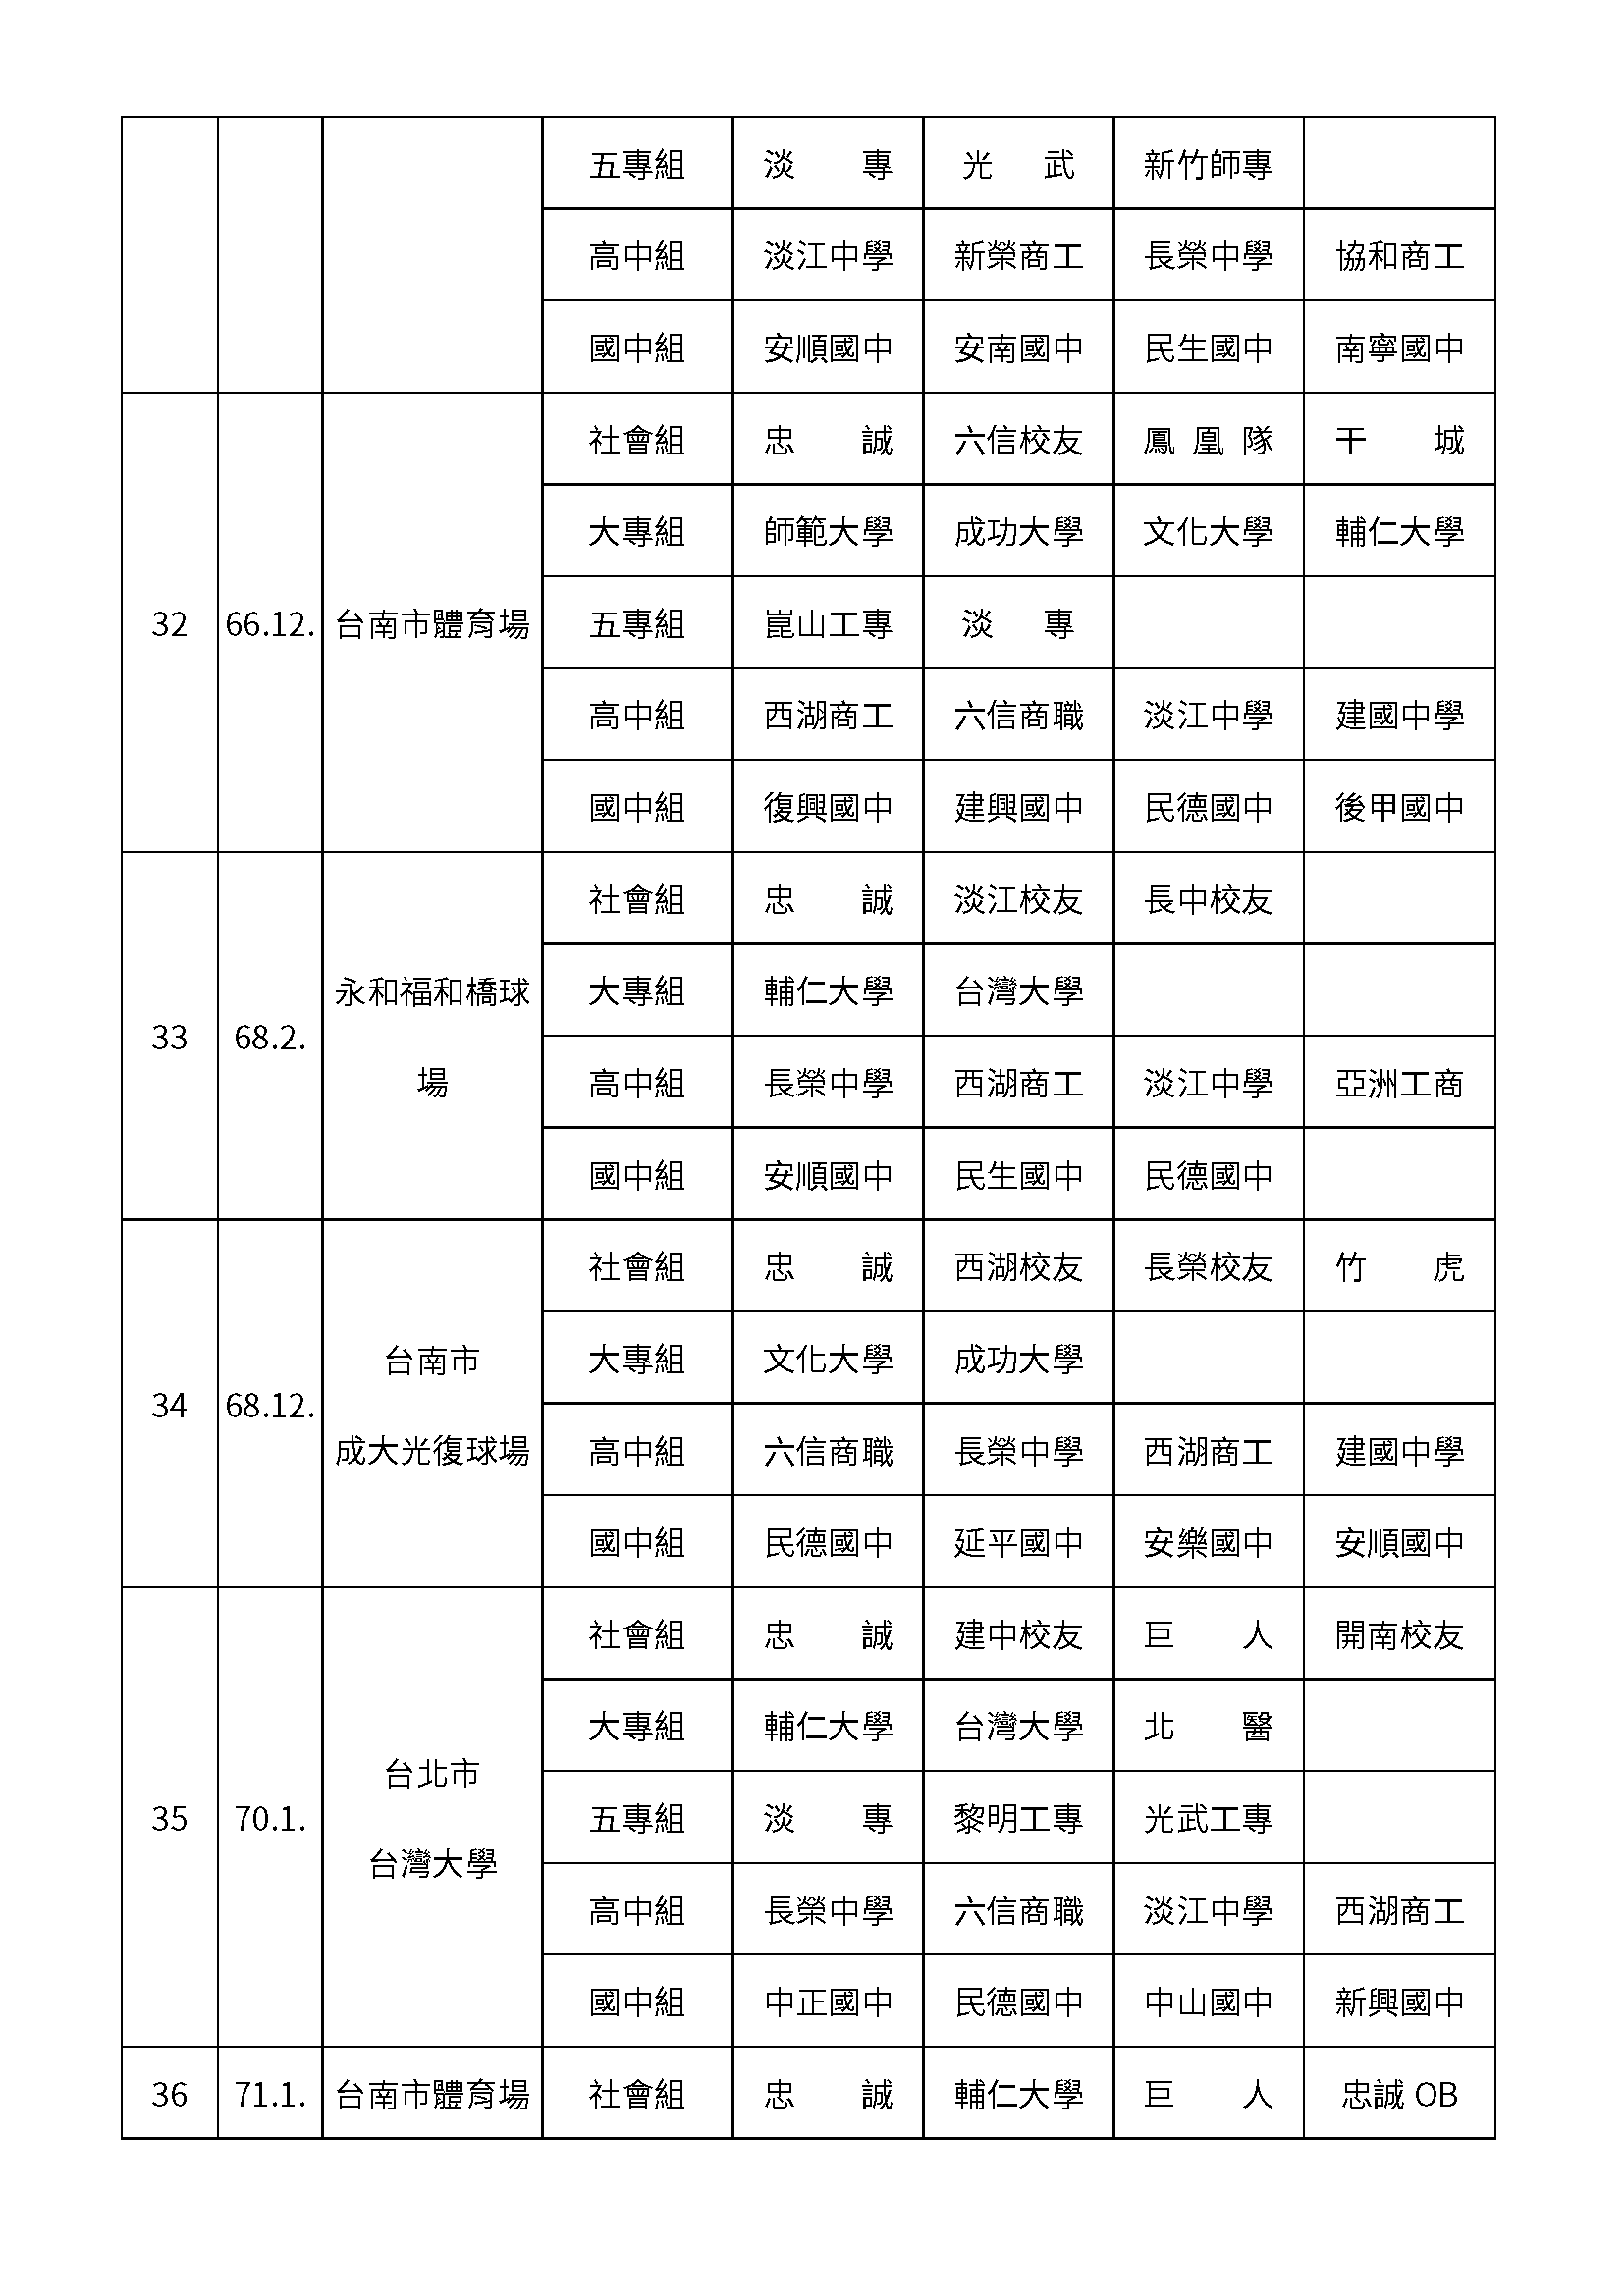 五專組 淡 專 光 武 新竹師專
高中組 淡江中學 新榮商工 長榮中學 協和商工
國中組 安順國中 安南國中 民生國中 南寧國中
32 66.12. 台南市體育場 社會組 忠 誠 六信校友 鳳 凰 隊 干 城
大專組 師範大學 成功大學 文化大學 輔仁大學
五專組 崑山工專 淡 專
高中組 西湖商工 六信商職 淡江中學 建國中學
國中組 復興國中 建興國中 民德國中 後甲國中
33 68.2. 永和福和橋球
場
社會組 忠 誠 淡江校友 長中校友
大專組 輔仁大學 台灣大學
高中組 長榮中學 西湖商工 淡江中學 亞洲工商
國中組 安順國中 民生國中 民德國中
34 68.12. 台南市
成大光復球場
社會組 忠 誠 西湖校友 長榮校友 竹 虎
大專組 文化大學 成功大學
高中組 六信商職 長榮中學 西湖商工 建國中學
國中組 民德國中 延平國中 安樂國中 安順國中
35 70.1. 台北市
台灣大學
社會組 忠 誠 建中校友 巨 人 開南校友
大專組 輔仁大學 台灣大學 北 醫
五專組 淡 專 黎明工專 光武工專
高中組 長榮中學 六信商職 淡江中學 西湖商工
國中組 中正國中 民德國中 中山國中 新興國中
36 71.1. 台南市體育場 社會組 忠 誠 輔仁大學 巨 人 忠誠 OB